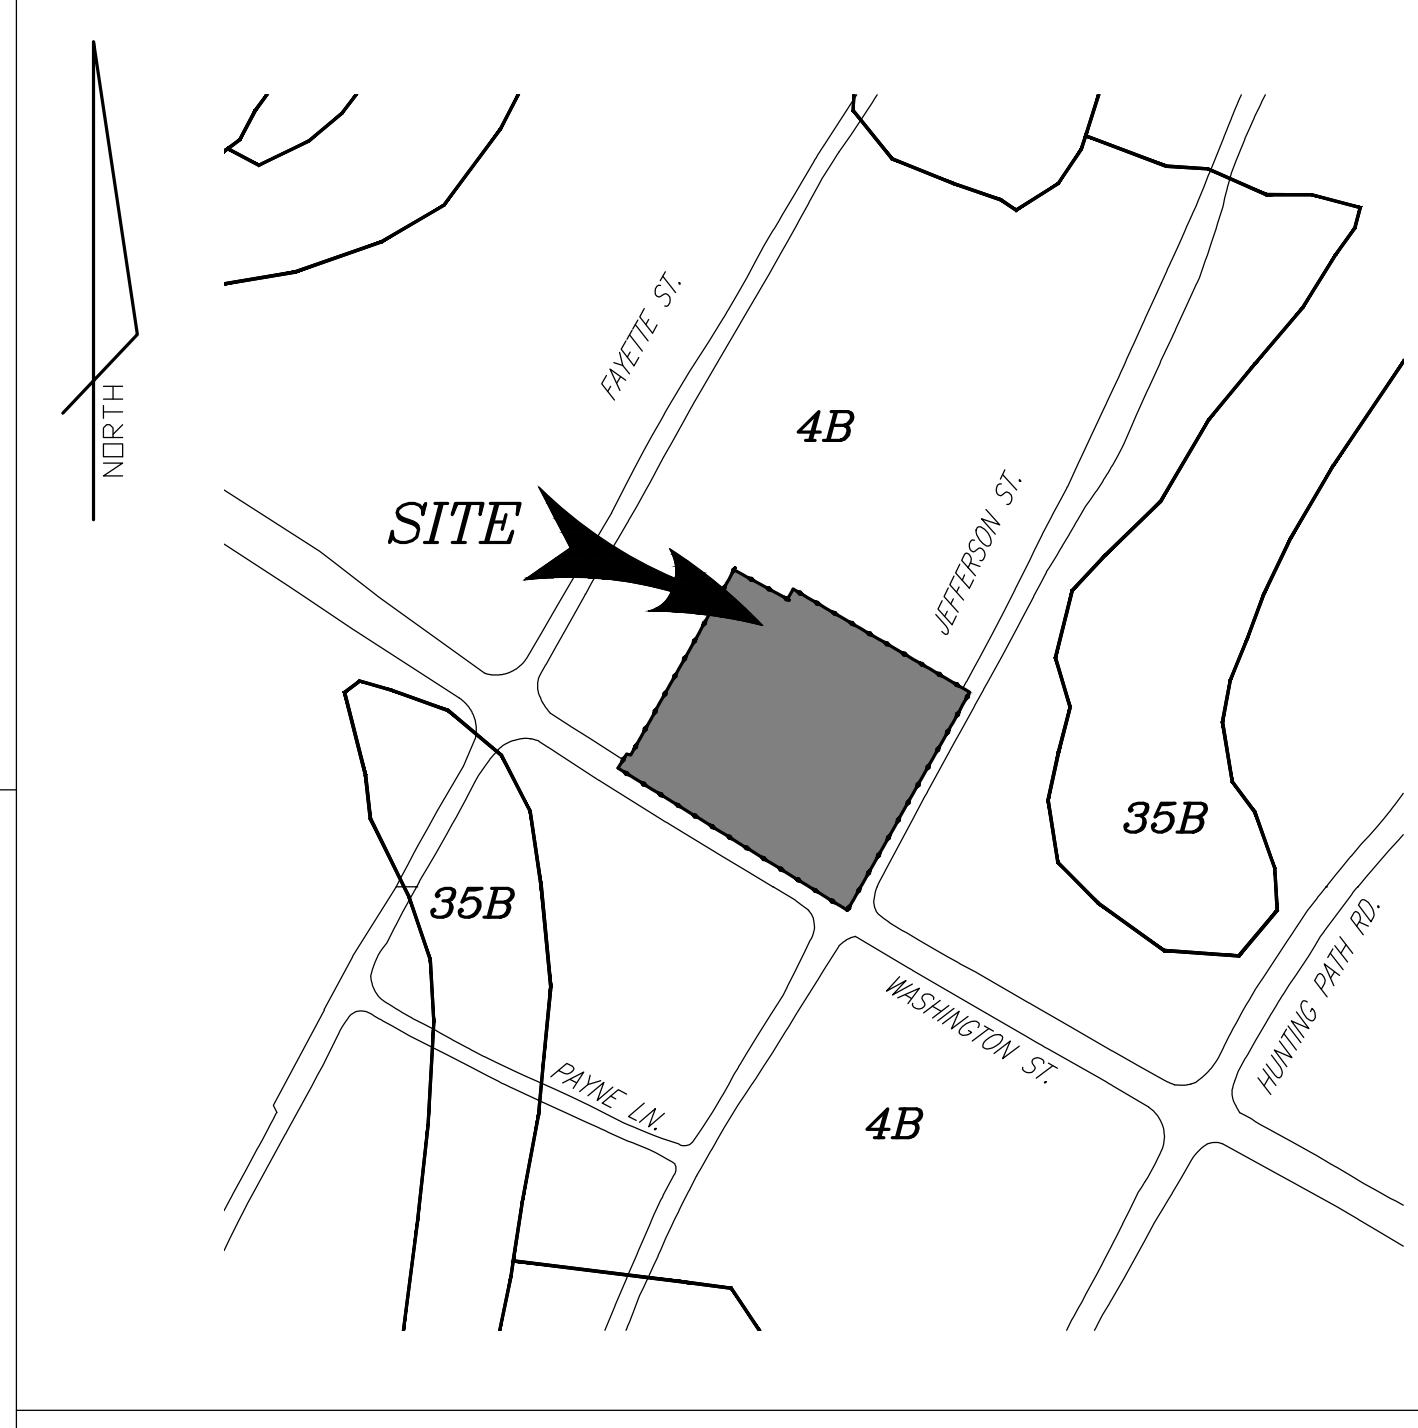 NORTH
FAYETTE ST.
4B
SITE
JEFFERSON ST.
35B
35B
HUNTING PATH RD.
WASHINGTON ST.
PAYNE LN.
4B